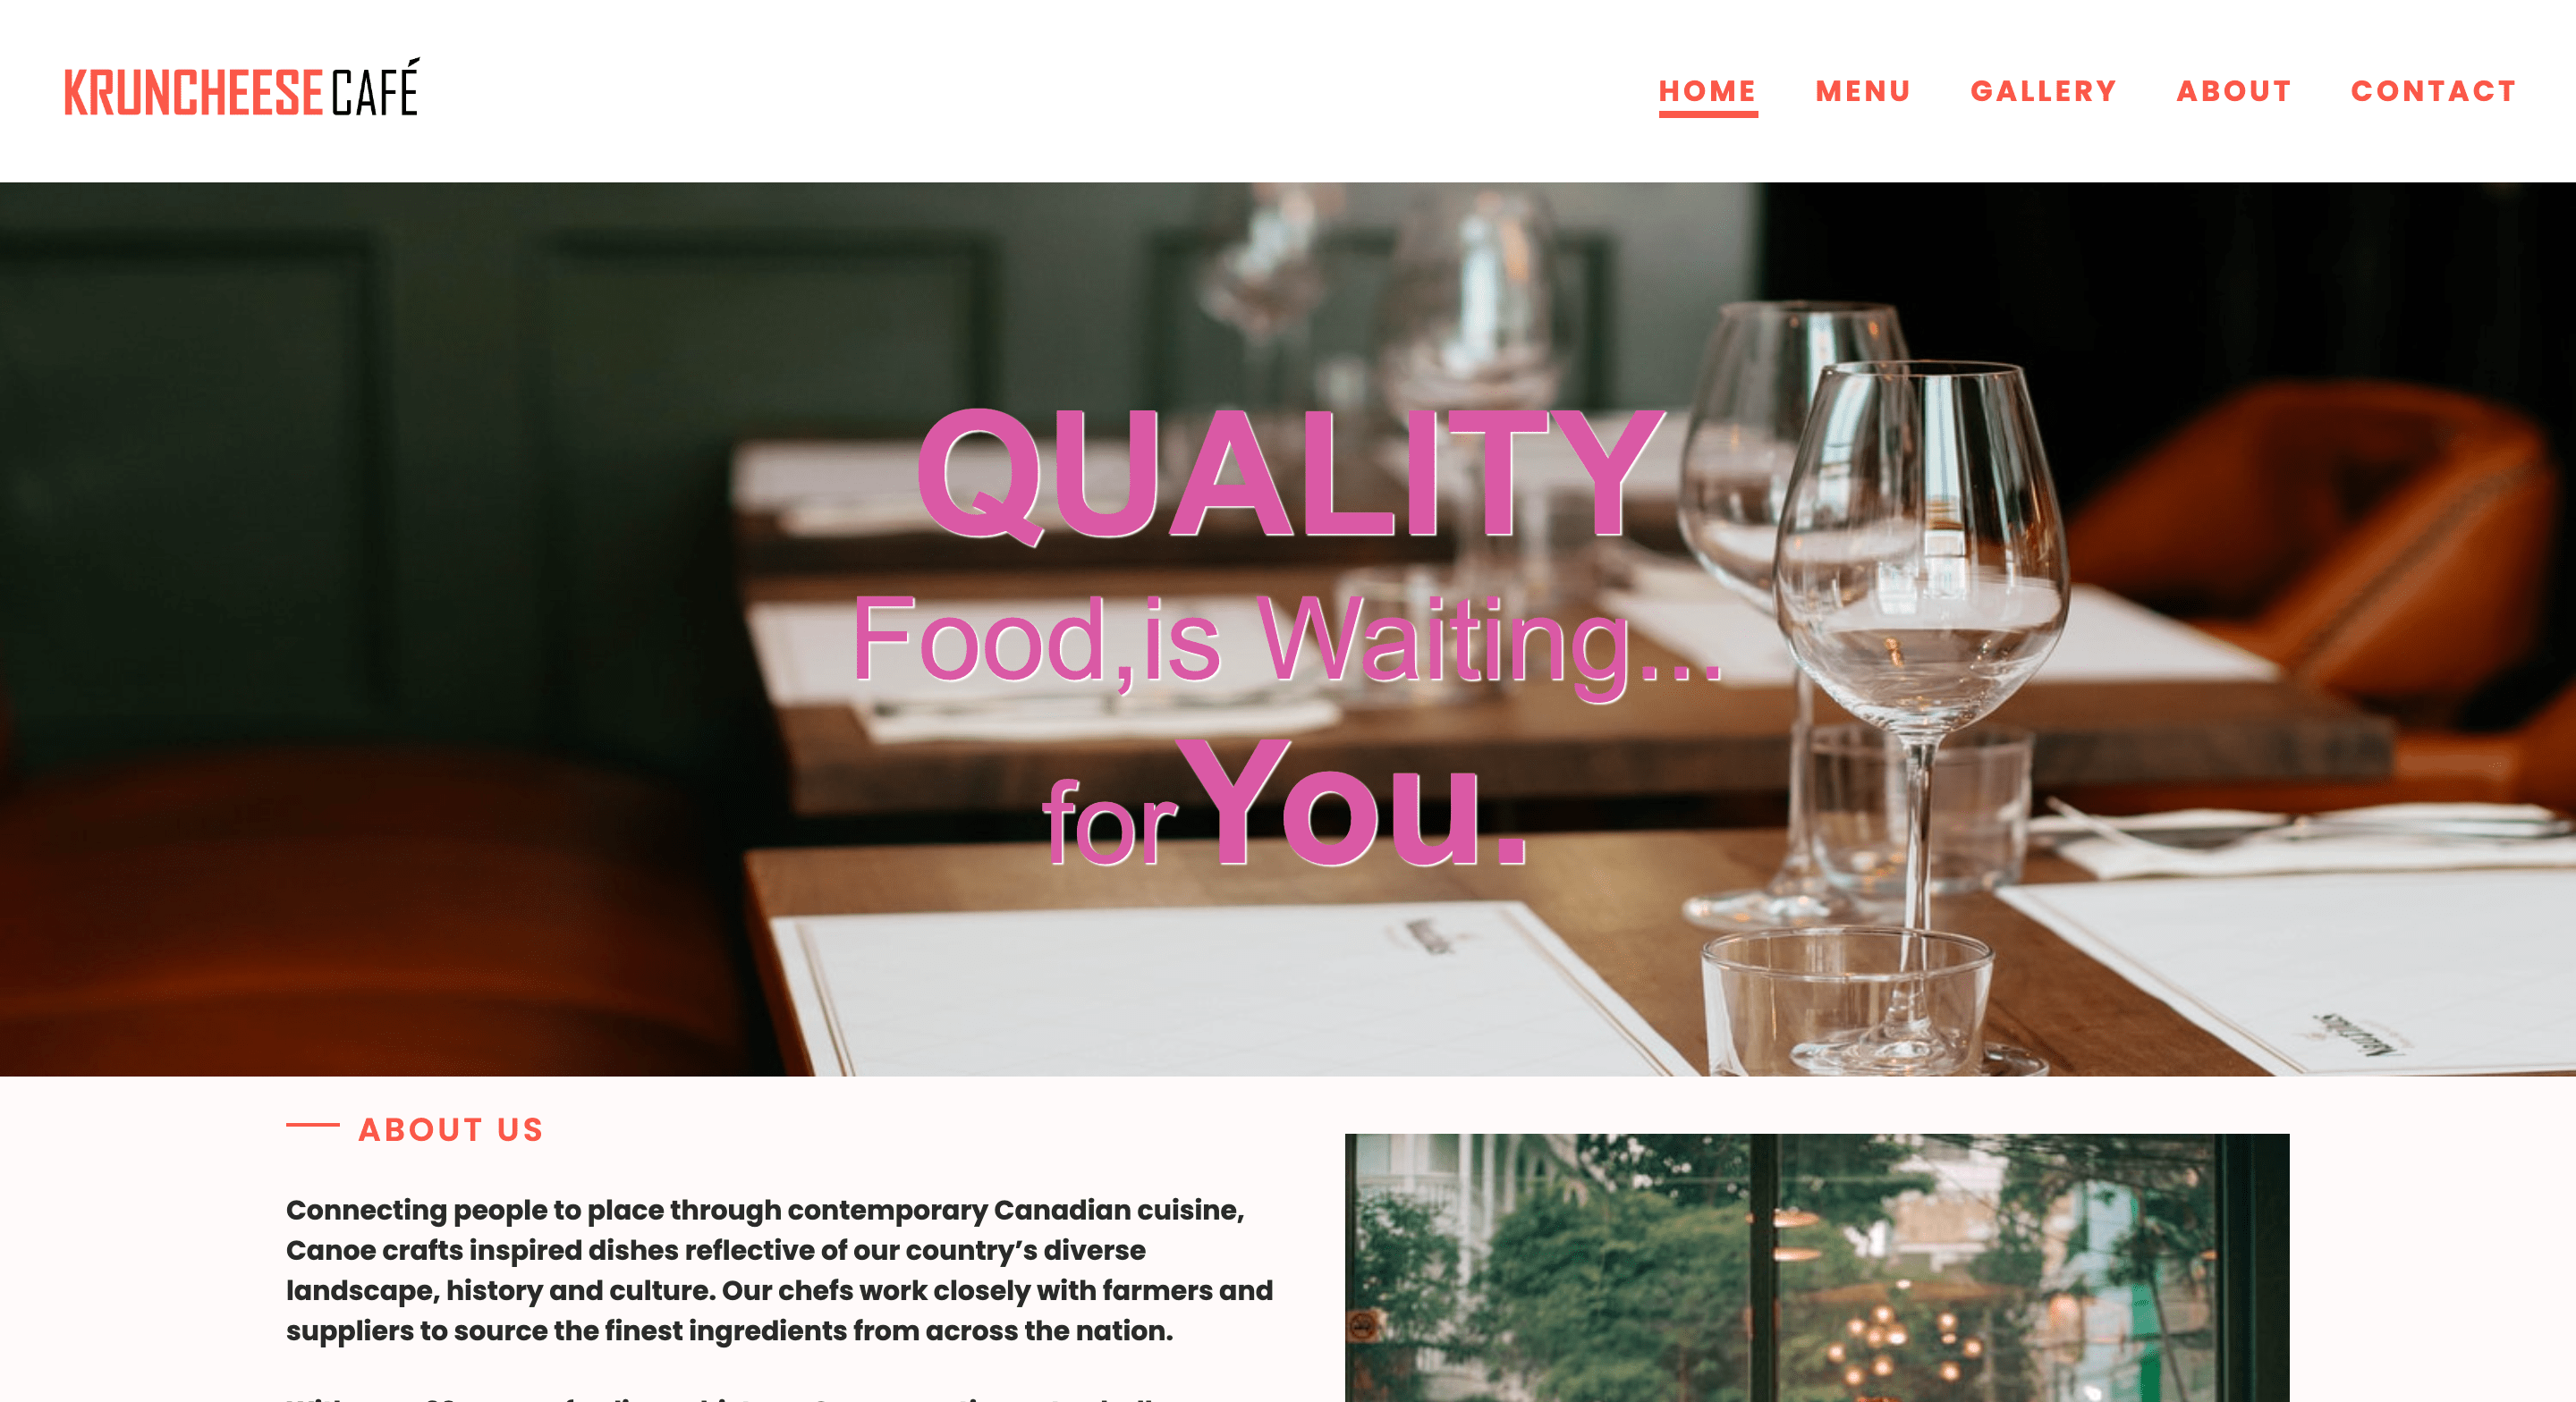 KRUNCHEESE CAFÉ
HOME MENU GALLERY ABOUT CONTACT
QUALITY
Food,is Waiting...
for You.
ABOUT US
Connecting people to place through contemporary Canadian cuisine,
Canoe crafts inspired dishes reflective of our country’s diverse
landscape, history and culture. Our chefs work closely with farmers and
suppliers to source the finest ingredients from across the nation.